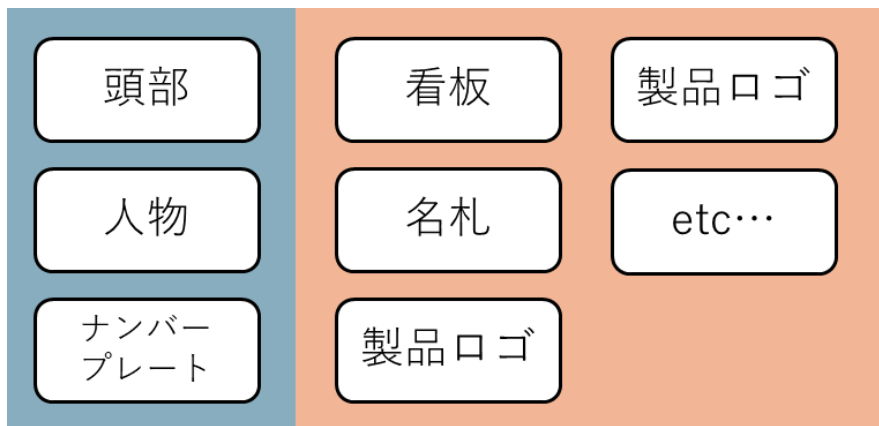 頭部
人物
ナンバー
プレート
看板
名札
製品ロゴ
製品ロゴ
etc…